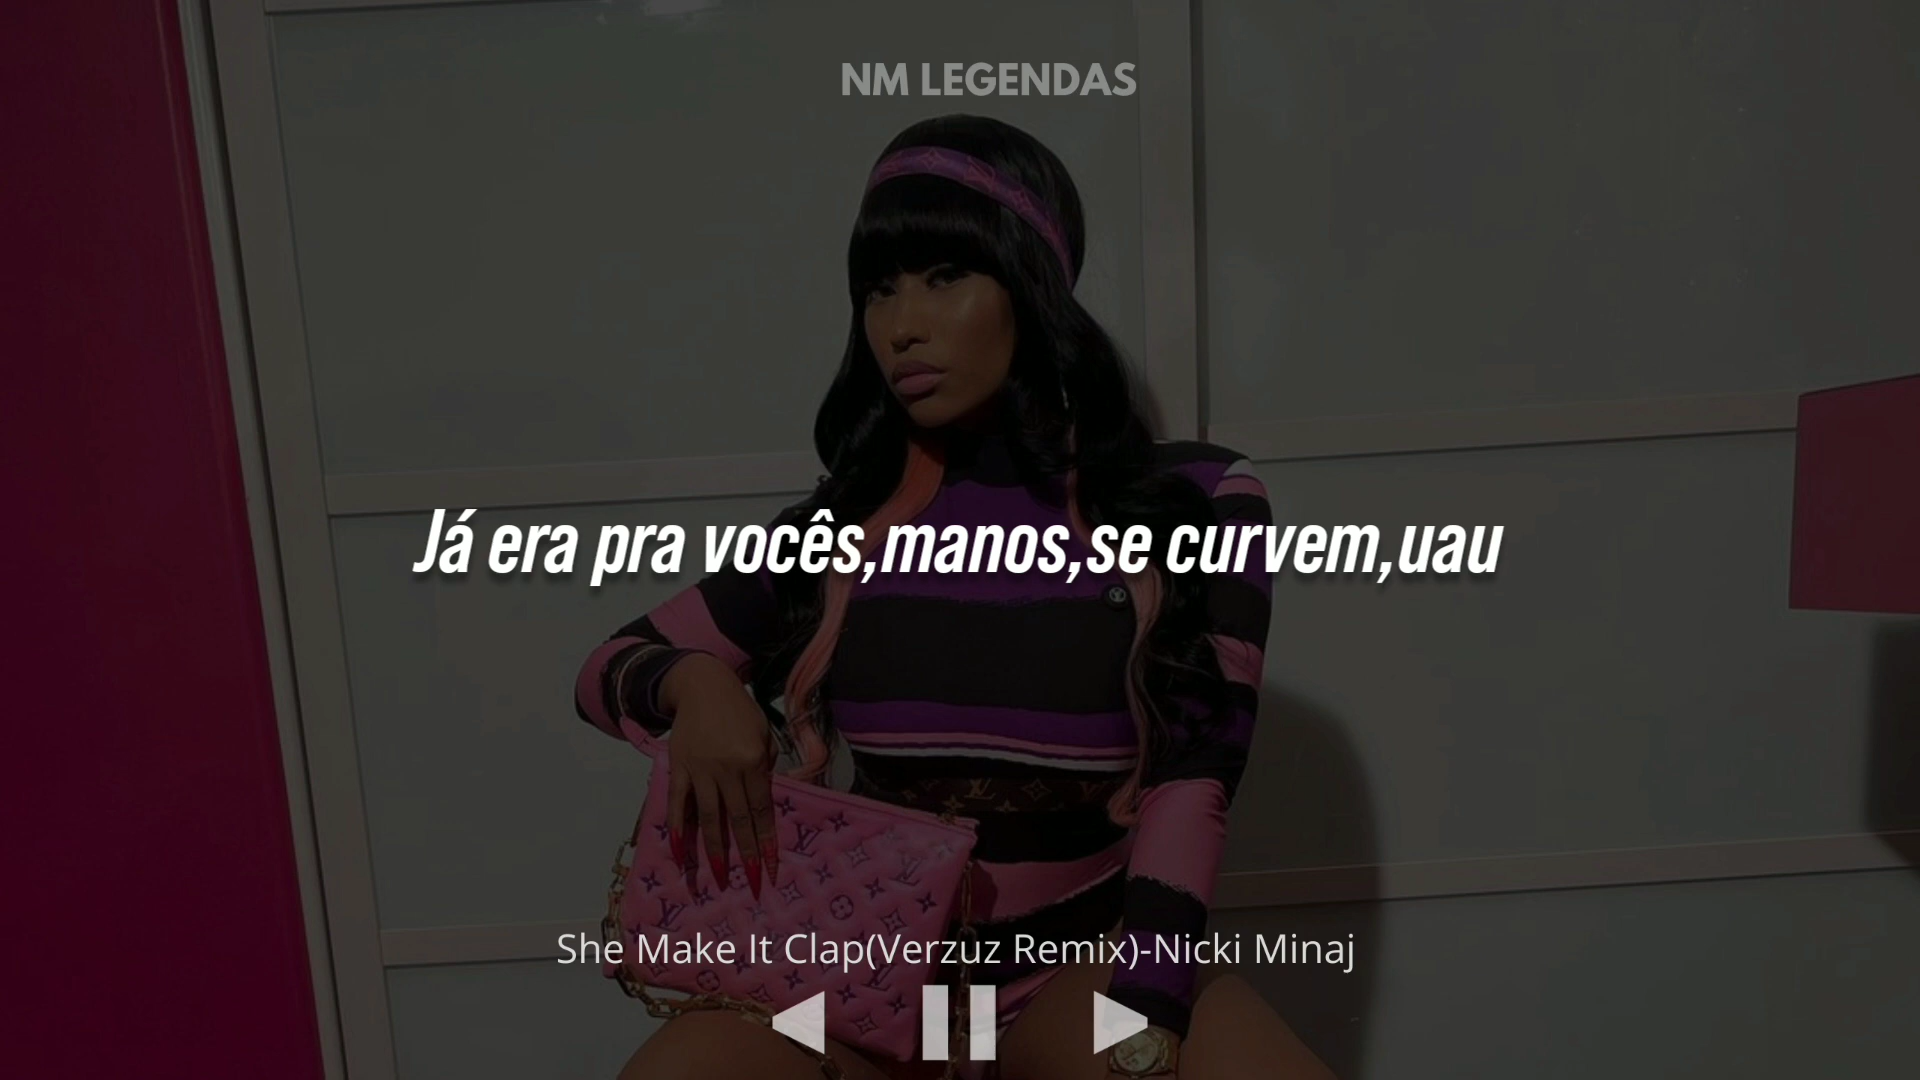 NM LEGENDAS
Já era pra vocês,manos,se curvem,uau
She Make It Clap(Verzuz Remix)-Nicki Minaj